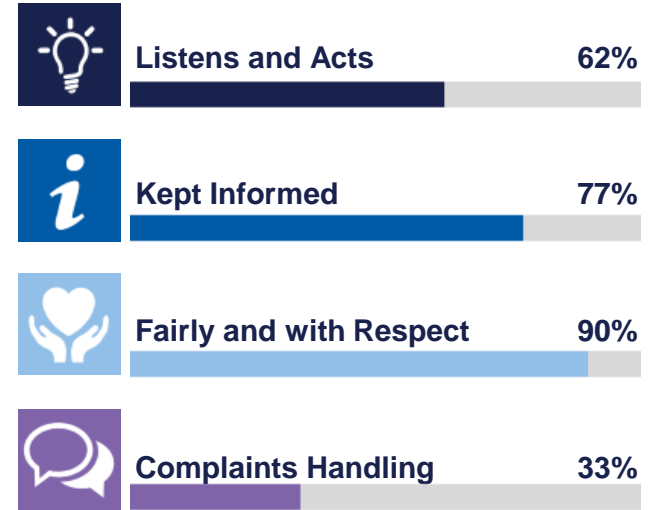 Listens and Acts 62%
Kept Informed 77%
Fairly and with Respect 90%
Complaints Handling 33%